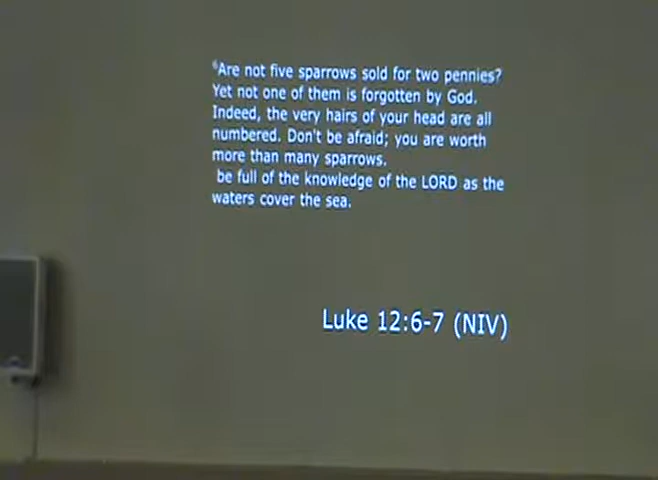 ⁶Are not five sparrows sold for two pennies?
Yet not one of them is forgotten by God.
Indeed, the very hairs of your head are all
numbered. Don't be afraid; you are worth
more than many sparrows.
be full of the knowledge of the LORD as the
waters cover the sea.
Luke 12:6-7 (NIV)